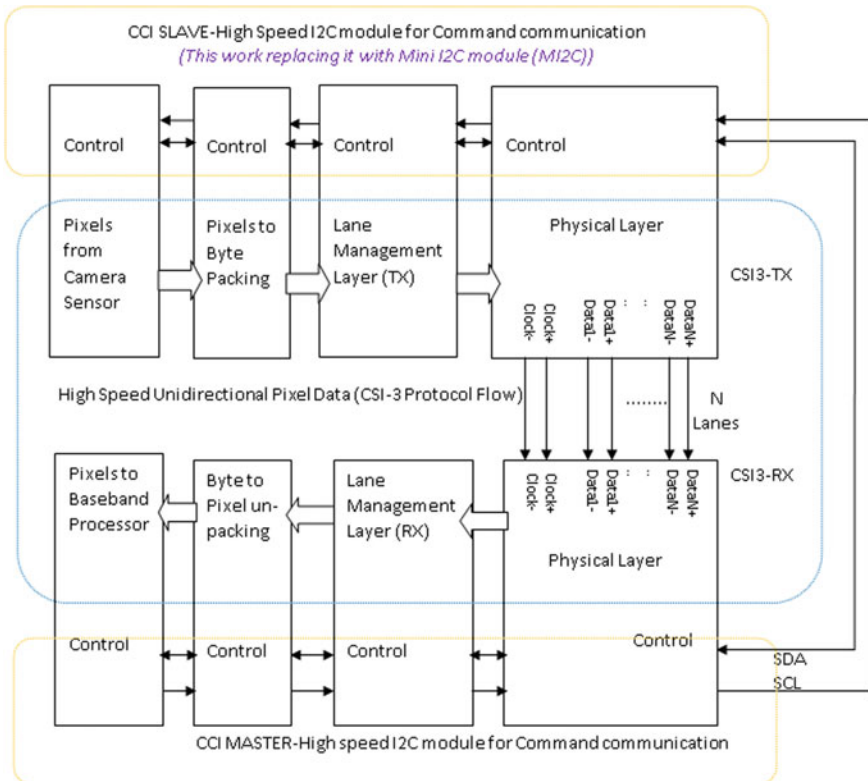 CCI SLAVE-High Speed I2C module for Command communication
(This work replacing it with Mini I2C module (MI2C))
Control
Control
Control
Control
Pixels
from
Camera
Sensor
Pixels to
Byte
Packing
Lane
Management
Layer (TX)
Physical Layer
CSI3-TX
Clock-
Clock+
Data1-
Data1+
:
:
DataN-
DataN+
High Speed Unidirectional Pixel Data (CSI-3 Protocol Flow)
........
N
Lanes
Pixels to
Baseband
Processor
Byte to
Pixel un-
packing
Lane
Management
Layer (RX)
Clock-
Clock+
Data1-
Data1+
:
:
DataN-
DataN+
CSI3-RX
Physical Layer
Control
Control
Control
Control
SDA
SCL
CCI MASTER-High speed I2C module for Command communication